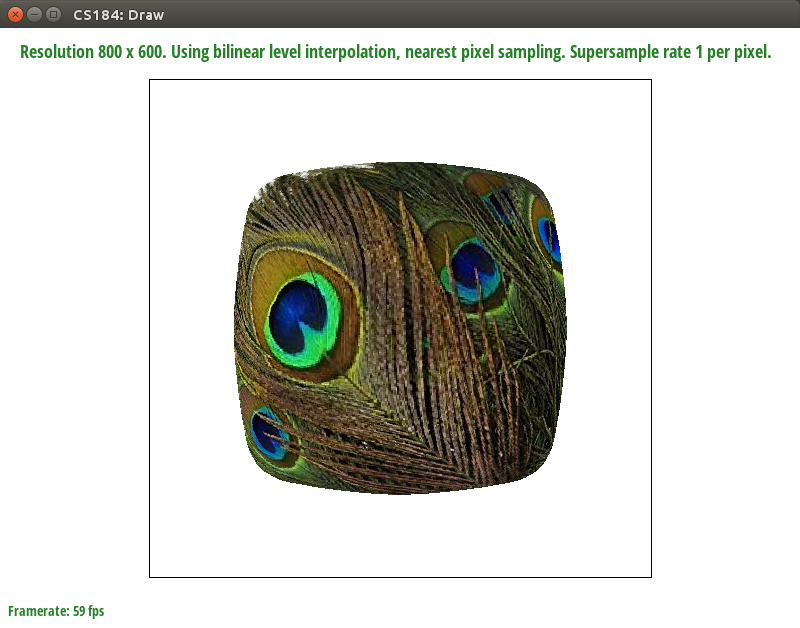 CS184: Draw
Resolution 800 x 600. Using bilinear level interpolation, nearest pixel sampling. Supersample rate 1 per pixel.
Framerate: 59 fps